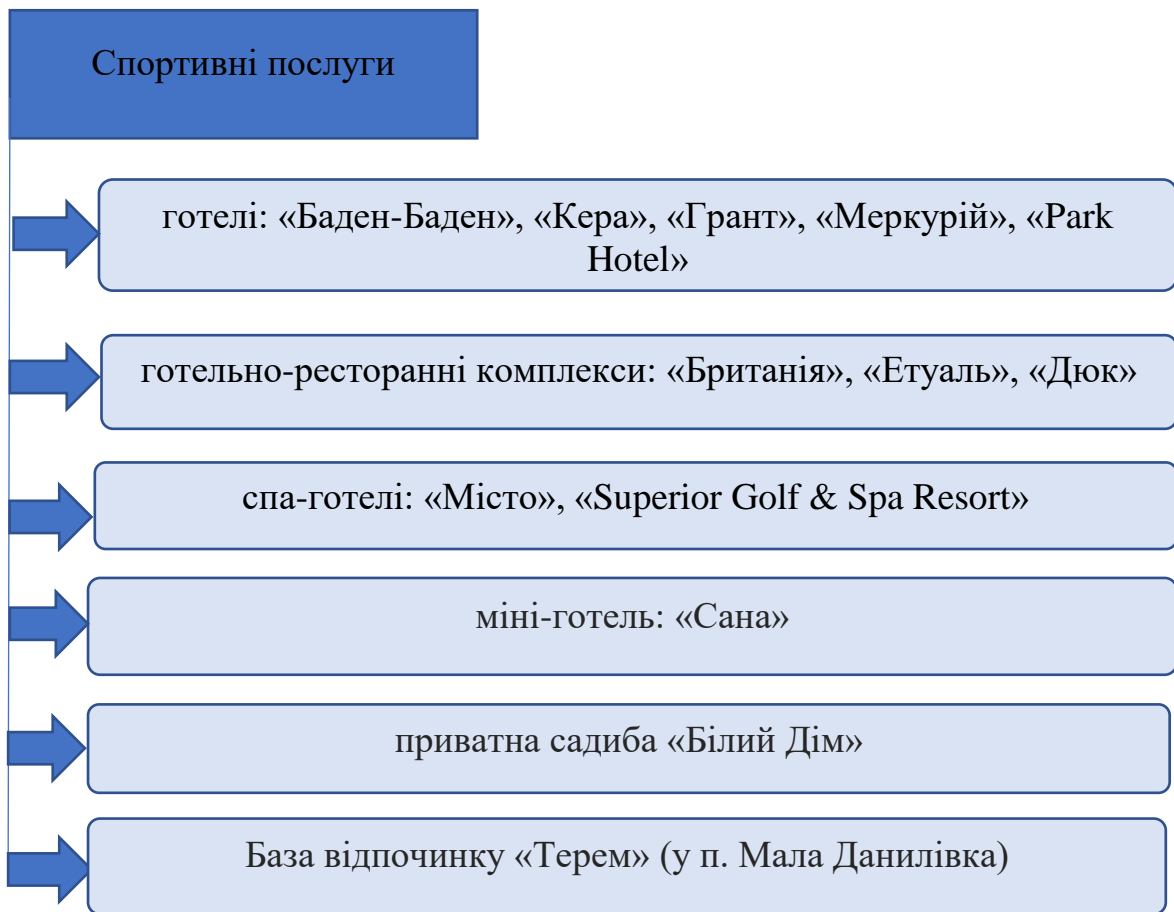 Спортивні послуги
готелі: «Баден-Баден», «Кера», «Грант», «Меркурій», «Park
Hotel»
готельно-ресторанні комплекси: «Британія», «Етуаль», «Дюк»
спа-готелі: «Місто», «Superior Golf & Spa Resort»
міні-готель: «Сана»
приватна садиба «Білий Дім»
База відпочинку «Терем» (у п. Мала Данилівка)